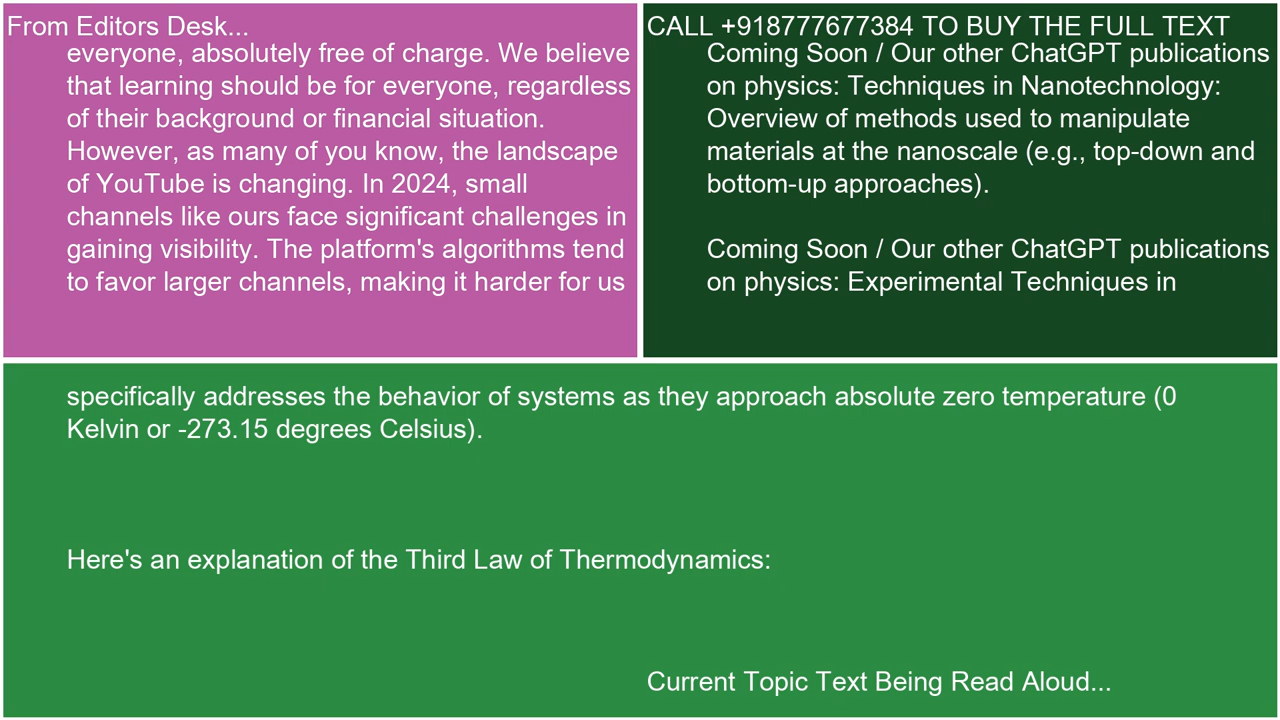 From Editors Desk...
everyone, absolutely free of charge. We believe
that learning should be for everyone, regardless
of their background or financial situation.
However, as many of you know, the landscape
of YouTube is changing. In 2024, small
channels like ours face significant challenges in
gaining visibility. The platform's algorithms tend
to favor larger channels, making it harder for us
CALL +918777677384 TO BUY THE FULL TEXT
Coming Soon / Our other ChatGPT publications
on physics: Techniques in Nanotechnology:
Overview of methods used to manipulate
materials at the nanoscale (e.g., top-down and
bottom-up approaches).
Coming Soon / Our other ChatGPT publications
on physics: Experimental Techniques in
specifically addresses the behavior of systems as they approach absolute zero temperature (0
Kelvin or -273.15 degrees Celsius).
Here's an explanation of the Third Law of Thermodynamics:
Current Topic Text Being Read Aloud...